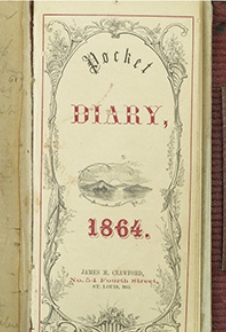 Pocket
DIARY,
1864.
JAMES M. CRAWFORD,
No. 54 Fourth Street,
ST. LOUIS, MO.